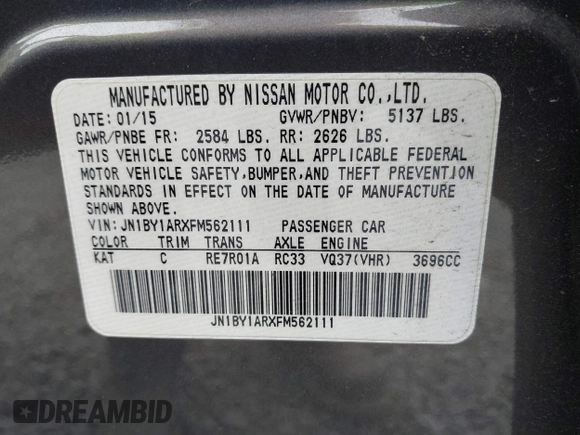 MANUFACTURED BY NISSAN MOTOR CO.,LTD.
DATE: 01/15 GVWR/PNBV: 5137 LBS.
GAWR/PNBE FR: 2584 LBS. RR: 2626 LBS.
THIS VEHICLE CONFORMS TO ALL APPLICABLE FEDERAL
MOTOR VEHICLE SAFETY,BUMPER,AND THEFT PREVENTION
STANDARDS IN EFFECT ON THE DATE OF MANUFACTURE
SHOWN ABOVE.
VIN: JN1BY1ARXFM562111 PASSENGER CAR
COLOR TRIM TRANS AXLE ENGINE
KAT C RE7R01A RC33 VQ37(VHR) 3696CC
JN1BY1ARXFM562111
DREAMBID